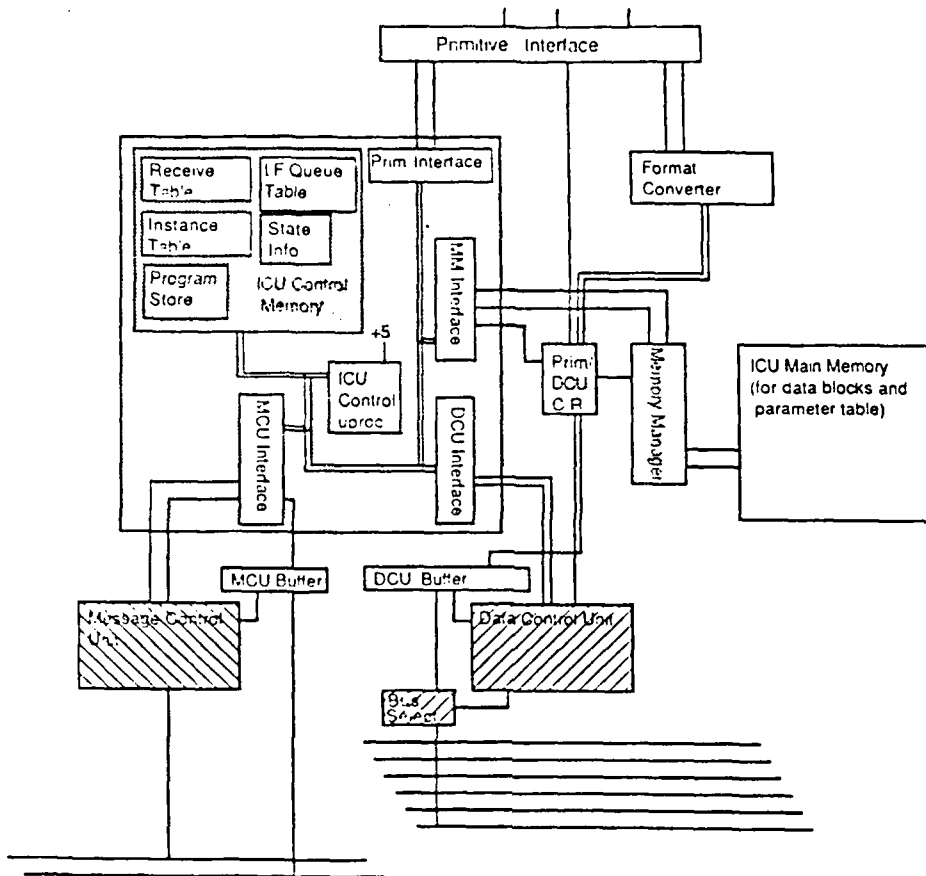 Primitive Interface
Prim Interface
Receive
Table
LF Queue
Table
Instance
Table
State
Info
Program
Store
ICU Control
Memory
Format
Converter
MM Interface
+5
ICU
Control
uproc
Prim/
DCU
C.R.
Memory Manager
ICU Main Memory
(for data blocks and
parameter table)
MCU Interface
DCU Interface
MCU Buffer
DCU Buffer
Message Control
Unit
Data Control Unit
Bus
Select